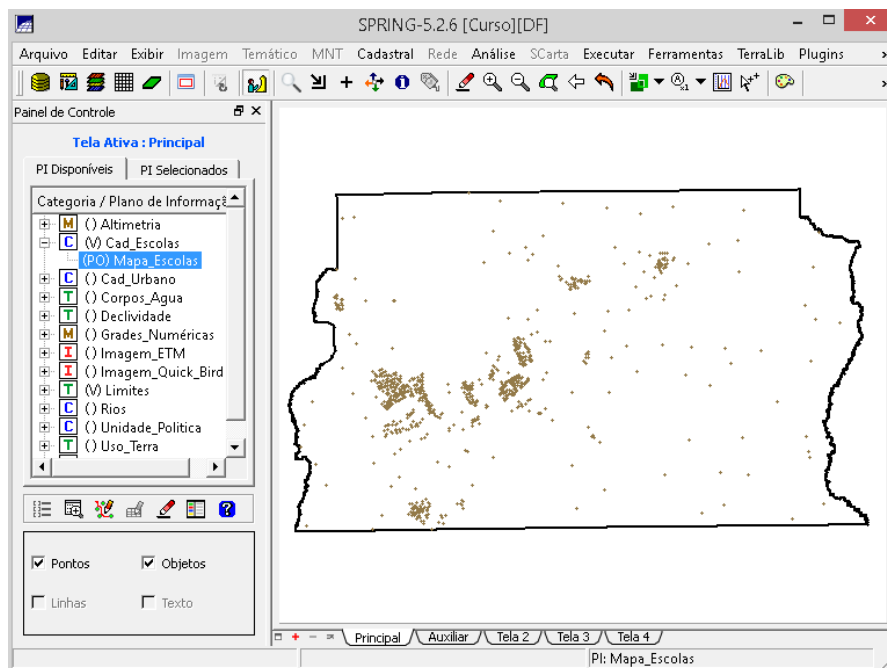 SPRING-5.2.6 [Curso][DF]
Arquivo Editar Exibir Imagem Temático MNT Cadastral Rede Análise SCarta Executar Ferramentas TerraLib Plugins
Painel de Controle
Tela Ativa : Principal
PI Disponíveis PI Selecionados
Categoria / Plano de Informaçã
M () Altimetria
C (V) Cad_Escolas
(PO) Mapa_Escolas
C () Cad_Urbano
T () Corpos_Agua
T () Declividade
M () Grades_Numéricas
I () Imagem_ETM
I () Imagem_Quick_Bird
T (V) Limites
C () Rios
C () Unidade_Politica
T () Uso_Terra
Pontos Objetos
Linhas Texto
Principal Auxiliar Tela 2 Tela 3 Tela 4
PI: Mapa_Escolas